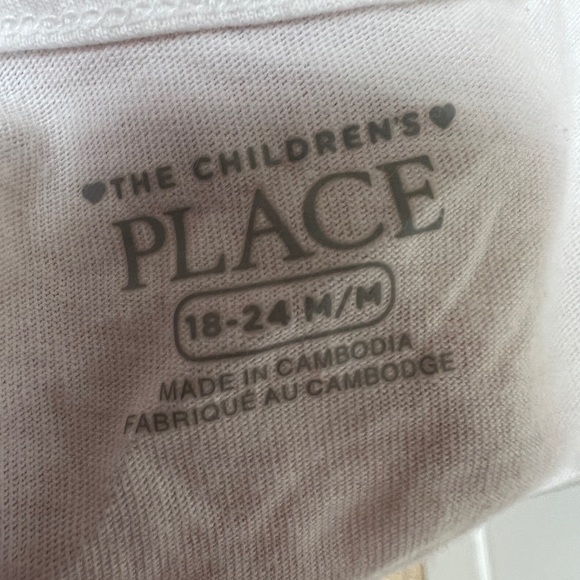 THE CHILDREN'S
PLACE
18-24 M/M
MADE IN CAMBODIA
FABRIQUÉ AU CAMBODGE